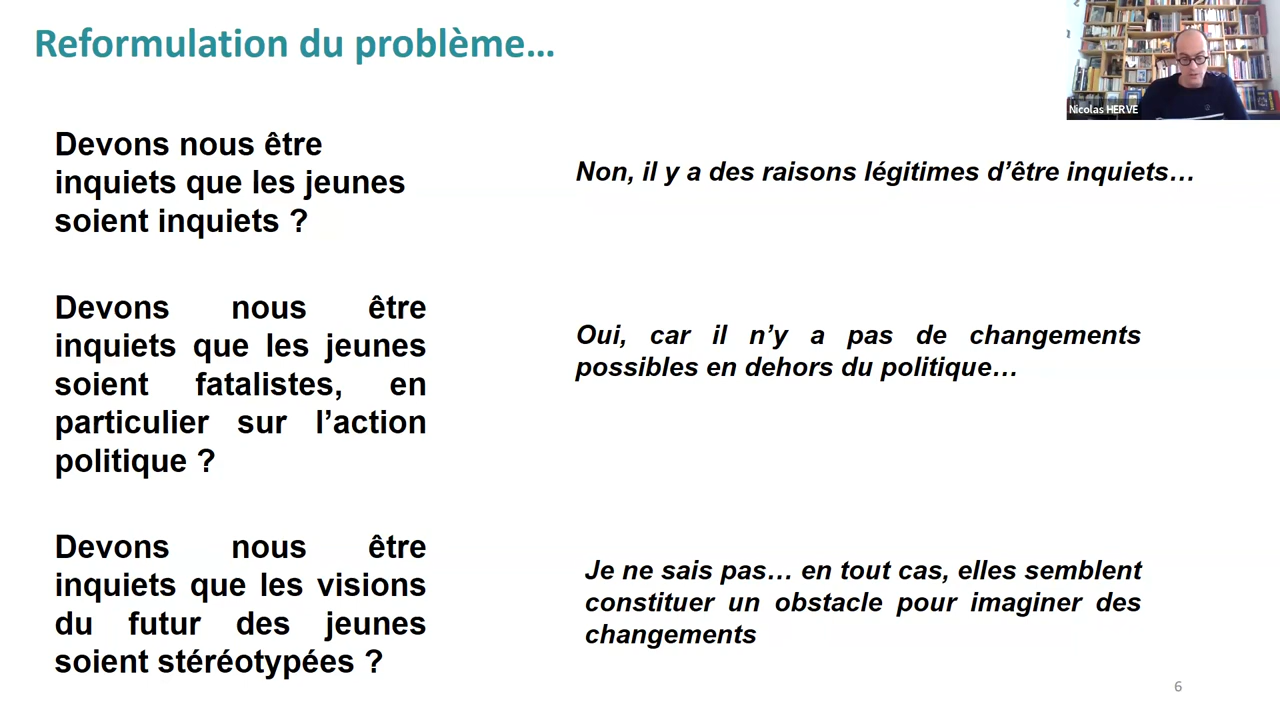 Reformulation du problème…
Nicolas HERVE
Devons nous être
inquiets que les jeunes
soient inquiets ?
Non, il y a des raisons légitimes d’être inquiets…
Devons nous être
inquiets que les jeunes
soient fatalistes, en
particulier sur l’action
politique ?
Oui, car il n’y a pas de changements
possibles en dehors du politique…
Devons nous être
inquiets que les visions
du futur des jeunes
soient stéréotypées ?
Je ne sais pas… en tout cas, elles semblent
constituer un obstacle pour imaginer des
changements
6